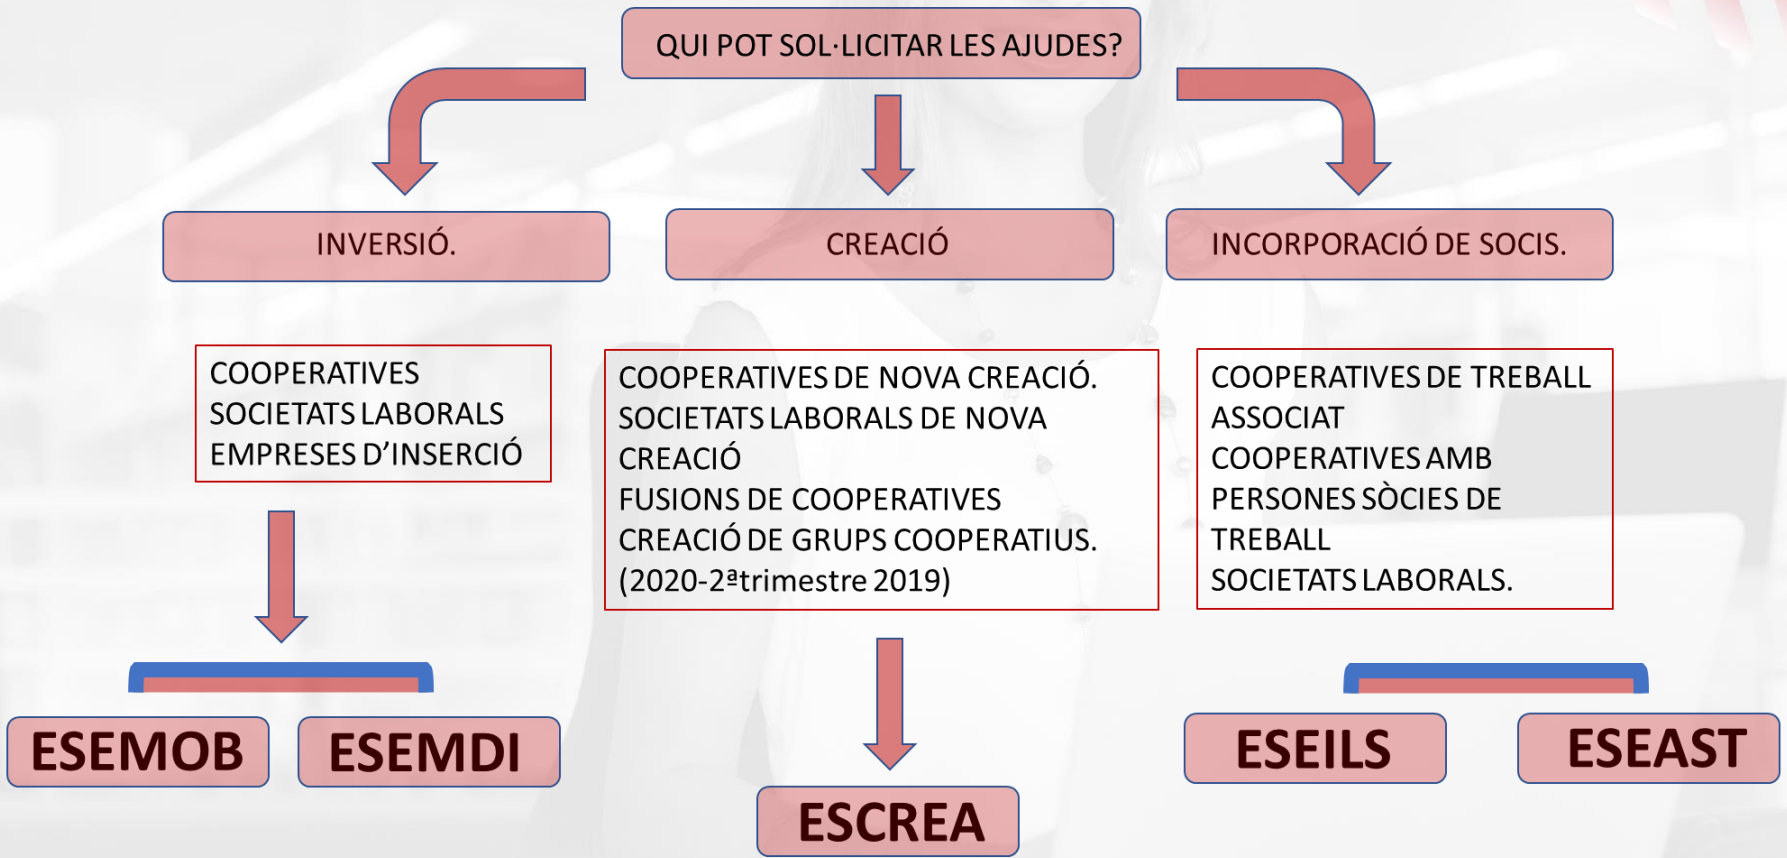 QUI POT SOL·LICITAR LES AJUDES?
INVERSIÓ.
CREACIÓ
INCORPORACIÓ DE SOCIS.
COOPERATIVES
SOCIETATS LABORALS
EMPRESES D’INSERCIÓ
COOPERATIVES DE NOVA CREACIÓ.
SOCIETATS LABORALS DE NOVA
CREACIÓ
FUSIONS DE COOPERATIVES
CREACIÓ DE GRUPS COOPERATIUS.
(2020-2ªtrimestre 2019)
COOPERATIVES DE TREBALL
ASSOCIAT
COOPERATIVES AMB
PERSONES SÒCIES DE
TREBALL
SOCIETATS LABORALS.
ESEMOB
ESEMDI
ESCREA
ESEILS
ESEAST